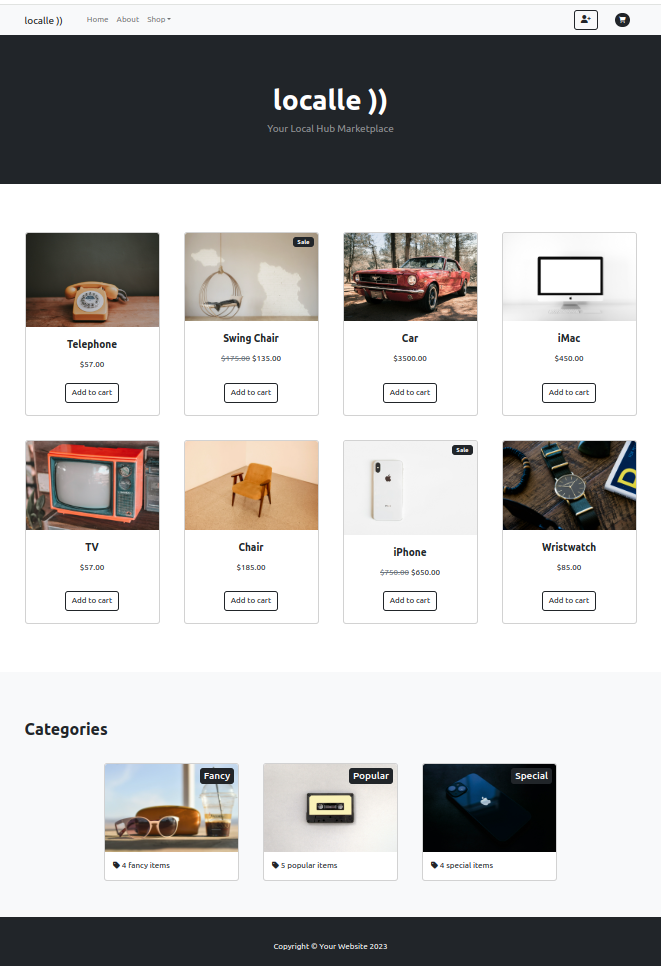 localle ))
Home About Shop
localle ))
Your Local Hub Marketplace
Telephone
$57.00
Add to cart
Sale
Swing Chair
$175.00 $135.00
Add to cart
Car
$3500.00
Add to cart
iMac
$450.00
Add to cart
TV
$57.00
Add to cart
Chair
$185.00
Add to cart
Sale
iPhone
$750.00 $650.00
Add to cart
Wristwatch
$85.00
Add to cart
Categories
Fancy
4 fancy items
Popular
5 popular items
Special
4 special items
Copyright © Your Website 2023